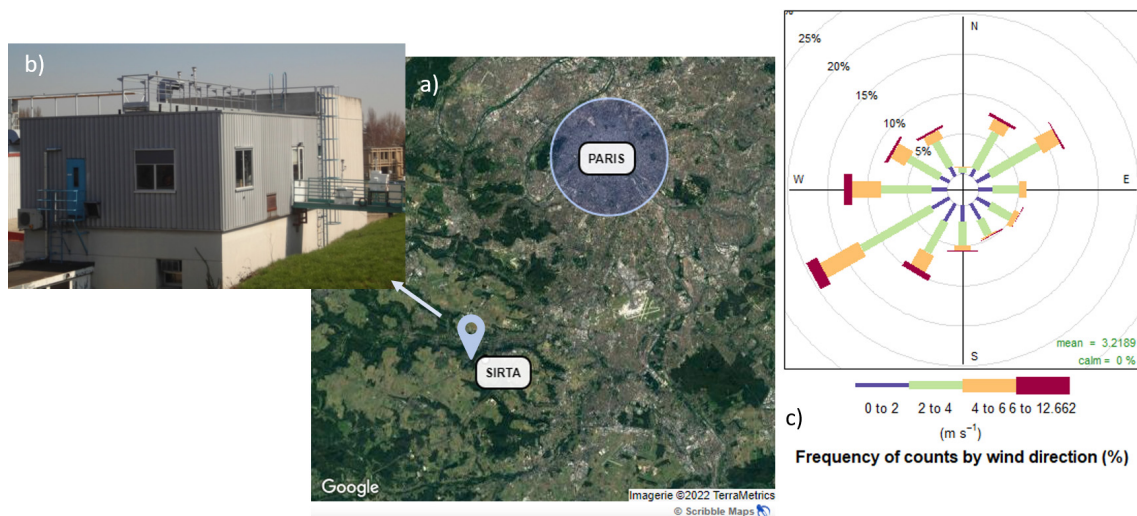 b)
a)
PARIS
SIRTA
Google
Imagerie ©2022 TerraMetrics
© Scribble Maps
%
25%
20%
15%
10%
5%
N
W
E
S
mean = 3.2189
calm = 0 %
0 to 2
2 to 4
4 to 6
6 to 12.662
(m s⁻¹)
c)
Frequency of counts by wind direction (%)